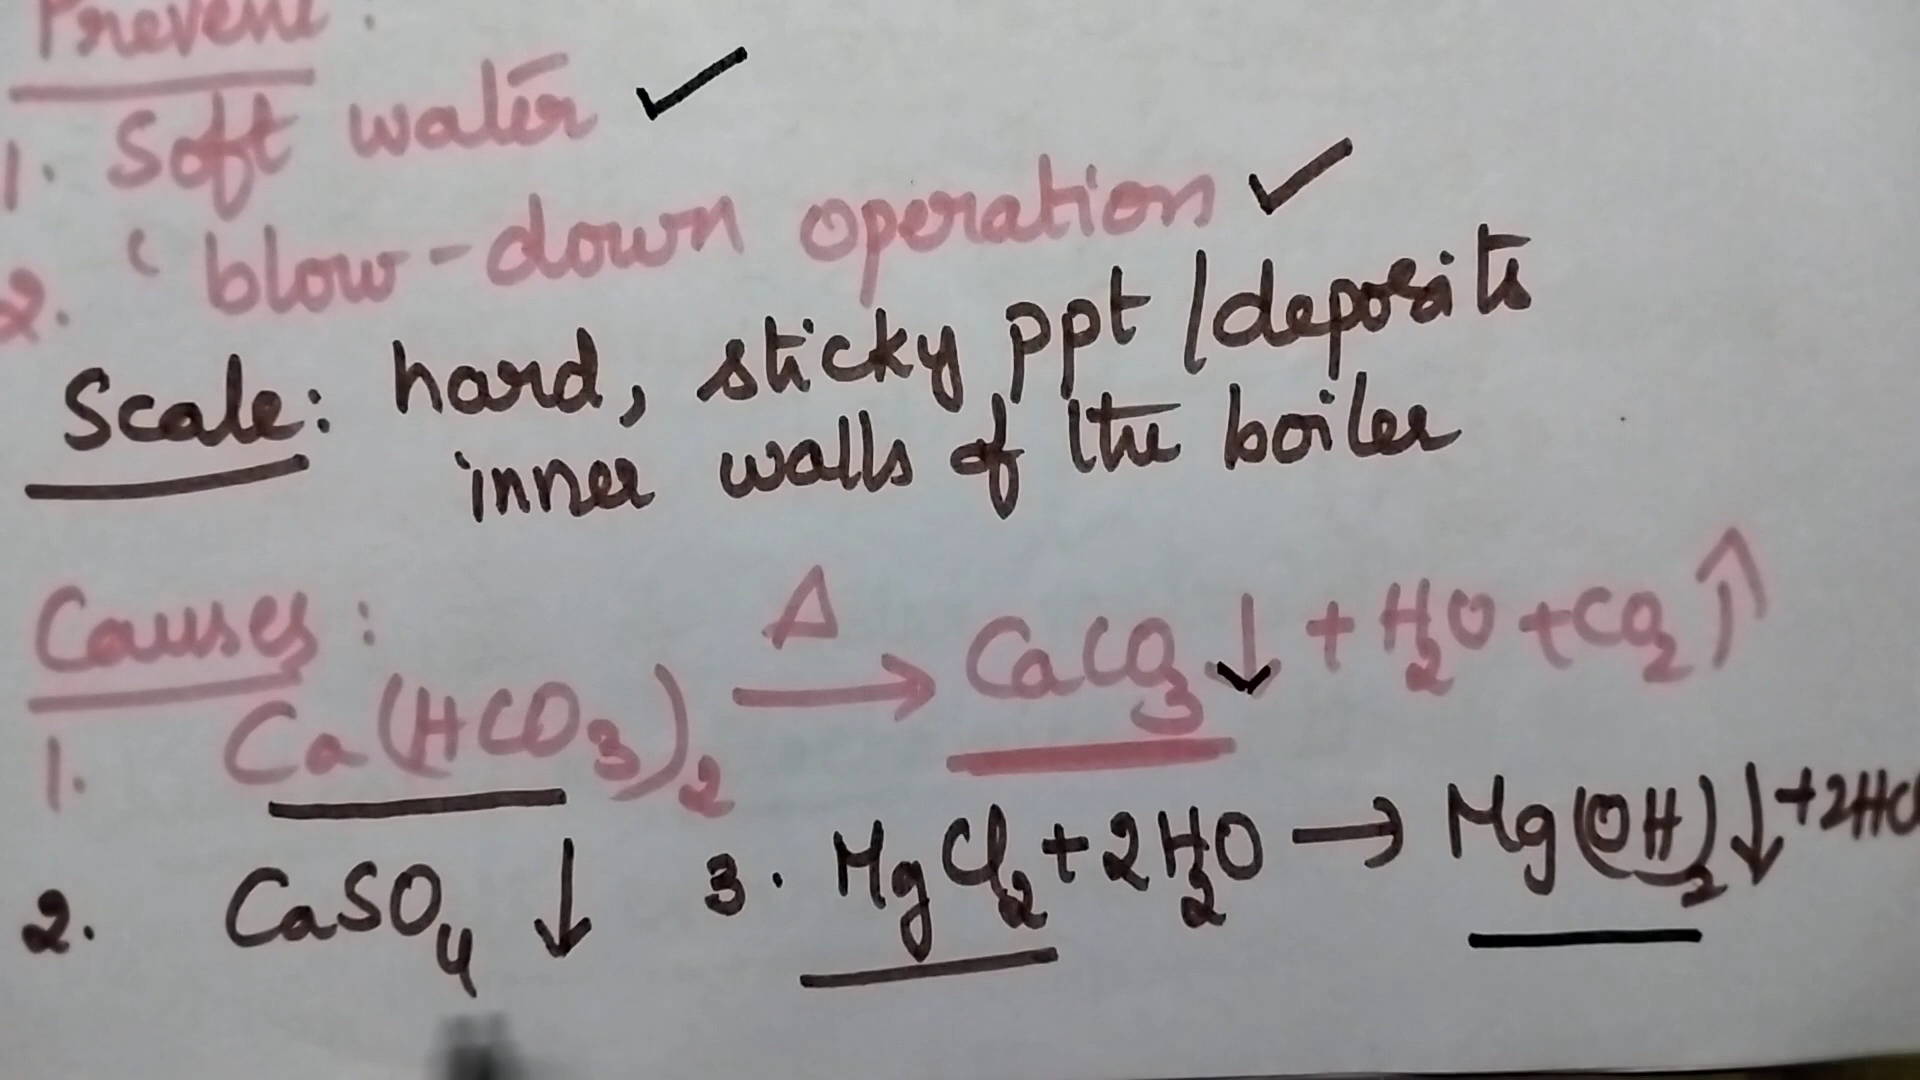 Prevent:
1. Soft water ✓
2. blow-down operation ✓
Scale: hard, sticky ppt / deposits
inner walls of the boiler
Causes:
1. Ca(HCO₃)₂ —Δ→ CaCO₃↓ + H₂O + CO₂↑
2. CaSO₄ ↓ 3. MgCl₂ + 2H₂O → Mg(OH)₂↓ + 2HCl